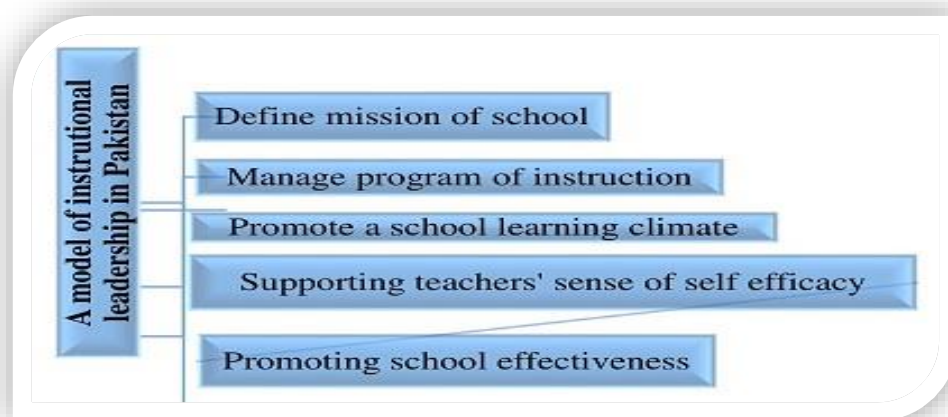 A model of instrutional
leadership in Pakistan
Define mission of school
Manage program of instruction
Promote a school learning climate
Supporting teachers' sense of self efficacy
Promoting school effectiveness